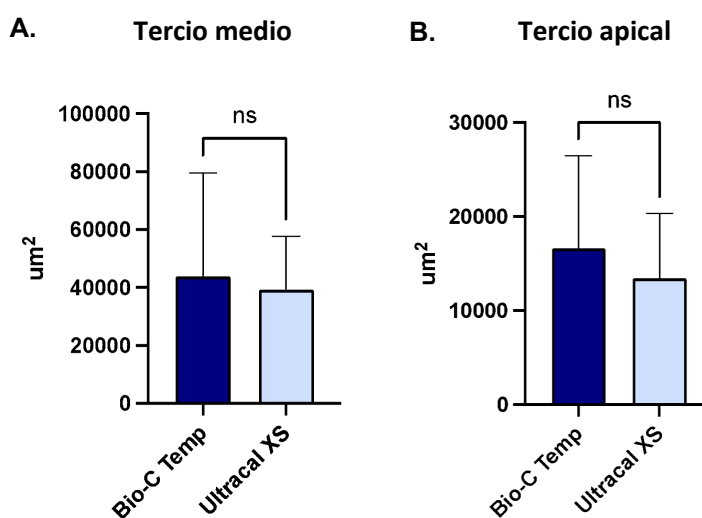 A.
Tercio medio
ns
100000
80000
60000
40000
20000
0
um²
Bio-C Temp
Ultracal XS
B.
Tercio apical
ns
30000
20000
10000
0
um²
Bio-C Temp
Ultracal XS